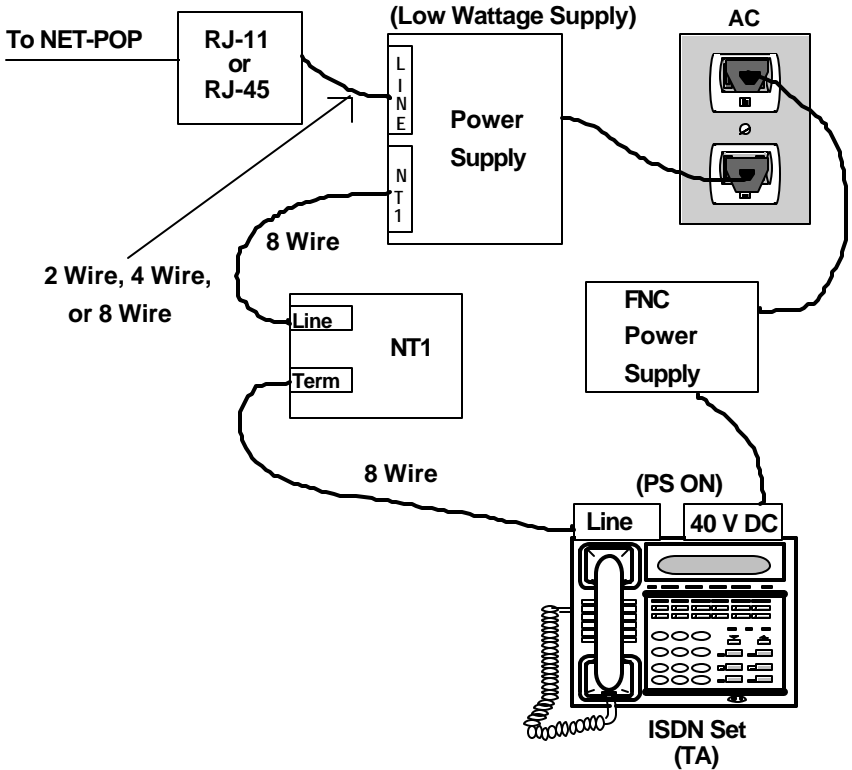 (Low Wattage Supply)
AC
To NET-POP
RJ-11
or
RJ-45
LINE
Power
Supply
NT1
8 Wire
2 Wire, 4 Wire,
or 8 Wire
Line
NT1
Term
FNC
Power
Supply
8 Wire
(PS ON)
Line
40 V DC
ISDN Set
(TA)